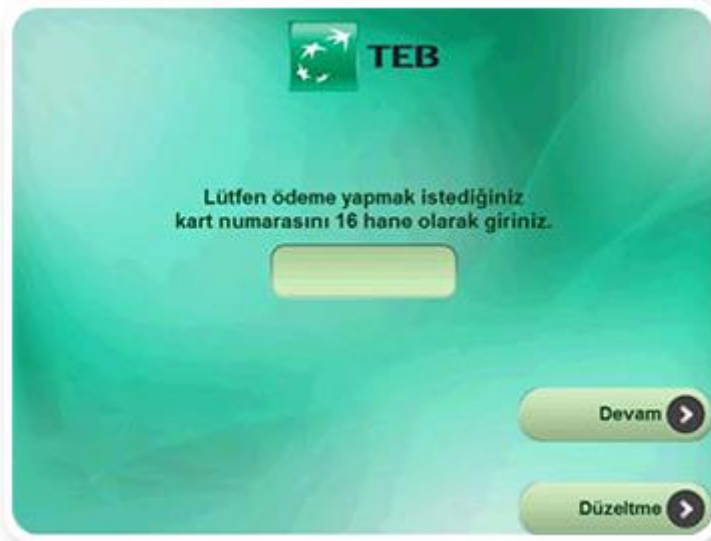 TEB
Lütfen ödeme yapmak istediğiniz
kart numarasını 16 hane olarak giriniz.
Devam
Düzeltme